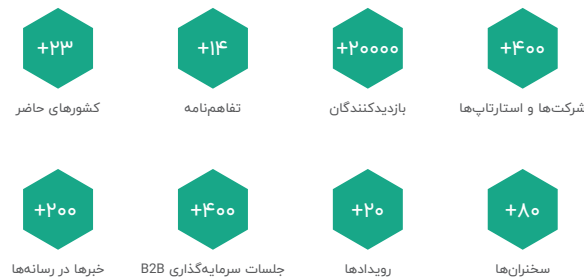 +۴۰۰
شرکت‌ها و استارتاپ‌ها
+۲۰۰۰۰
بازدیدکنندگان
+۱۴
تفاهم‌نامه
+۲۳
کشورهای حاضر
+۸۰
سخنران‌ها
+۲۰
رویدادها
+۴۰۰
جلسات سرمایه‌گذاری B2B
+۲۰۰
خبرها در رسانه‌ها